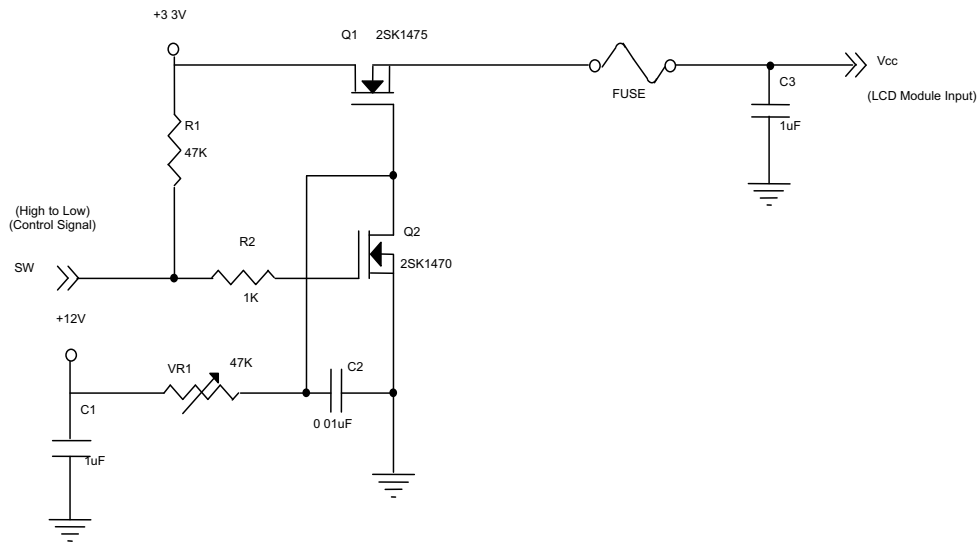 +3 3V
Q1 2SK1475
Vcc
(LCD Module Input)
FUSE
C3
1uF
R1
47K
(High to Low)
(Control Signal)
SW
R2
1K
Q2
2SK1470
+12V
VR1
47K
C2
0 01uF
C1
1uF